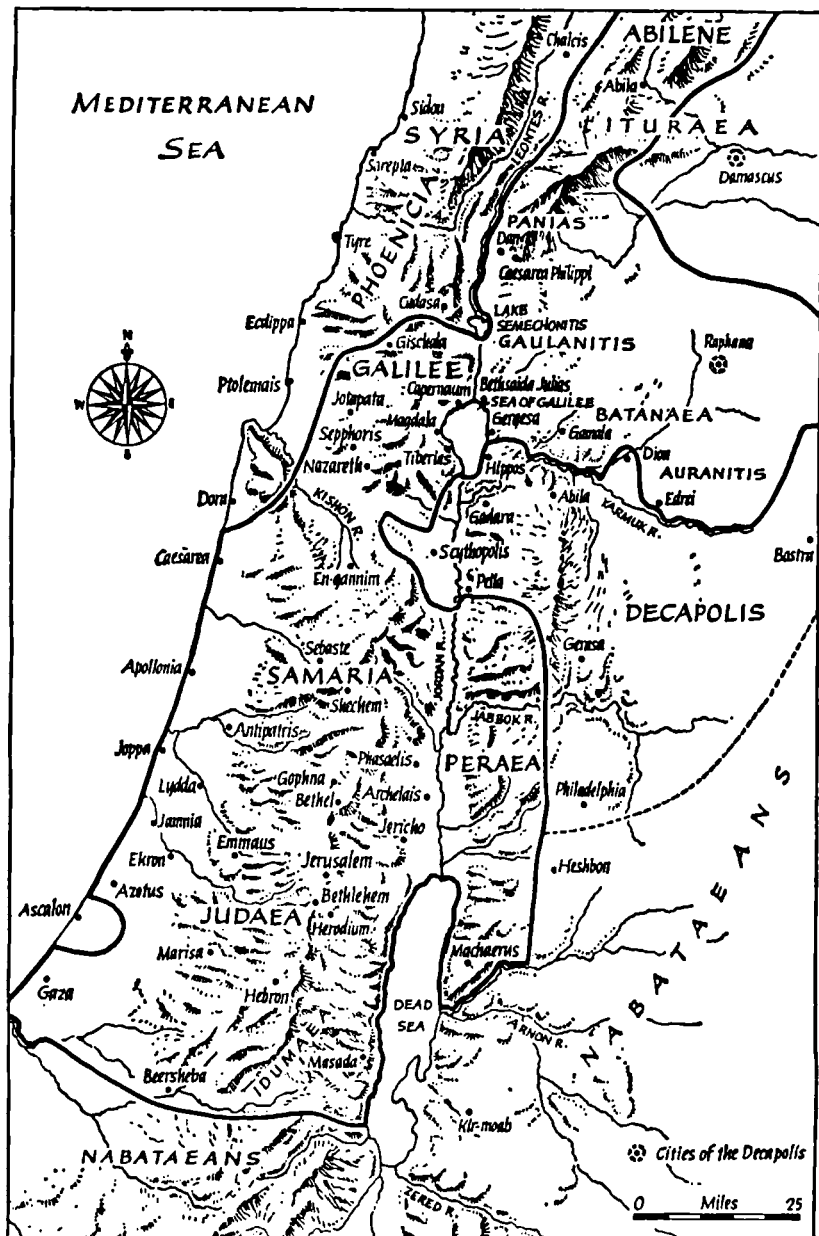 ABILENE
Chalcis
Abila
MEDITERRANEAN
SEA
Sidon
SYRIA
LEONTES R.
ITURAEA
Damascus
Sarepta
PHOENICIA
PANIAS
Dan
Caesarea Philippi
Tyre
Cadasa
LAKE
SEMECHONITIS
Ecdippa
Gischala
GAULANITIS
Raphana
N
W
E
S
GALILEE
Ptolemais
Capernaum
Bethsaida Julias
SEA OF GALILEE
Jotapata
Magdala
Gergesa
BATANAEA
Sepphoris
Gamala
Nazareth
Tiberias
Hippos
Dion
AURANITIS
Dora
KISHON R.
Abila
Edrei
Gadara
YARMUK R.
Caesarea
Scythopolis
Bostra
En-gannim
Pella
DECAPOLIS
Sebaste
Gerasa
Apollonia
SAMARIA
JORDAN R.
Shechem
JABBOK R.
Antipatris
Joppa
Phasaelis
PERAEA
Lydda
Gophna
Bethel
Archelais
Philadelphia
Jamnia
Jericho
Emmaus
Ekron
Jerusalem
Heshbon
Azotus
Bethlehem
Ascalon
JUDAEA
Herodium
Marisa
Machaerus
NABATAEANS
Gaza
Hebron
DEAD
SEA
ARNON R.
IDUMAEA
Masada
Beersheba
Kir-moab
NABATAEANS
Cities of the Decapolis
ZERED R.
0 Miles 25